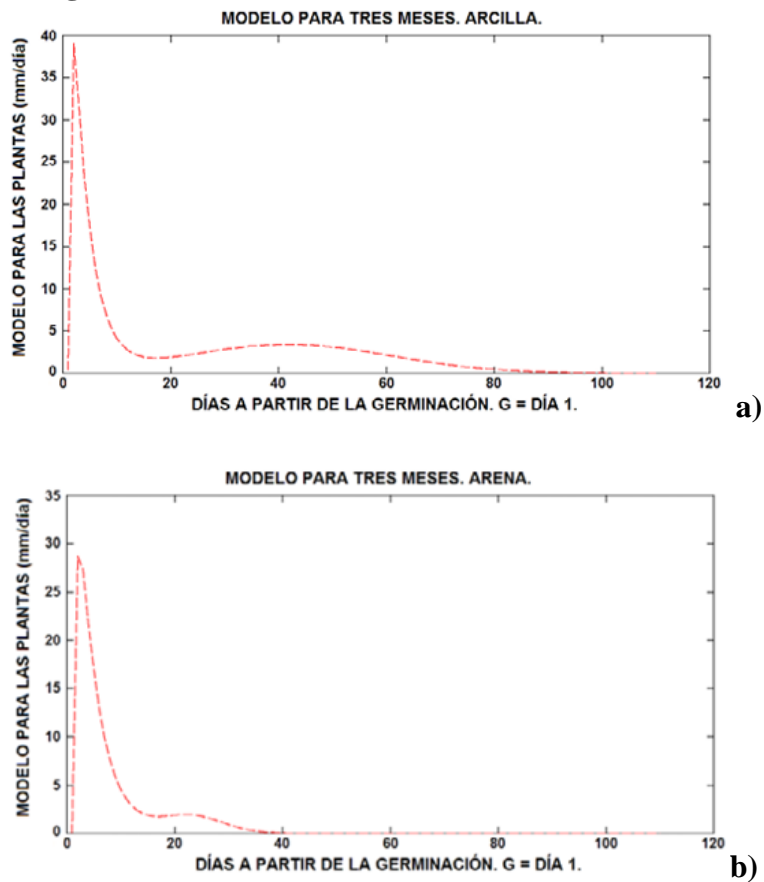 MODELO PARA TRES MESES. ARCILLA.
MODELO PARA LAS PLANTAS (mm/día)
40
35
30
25
20
15
10
5
0
0 20 40 60 80 100 120
DÍAS A PARTIR DE LA GERMINACIÓN. G = DÍA 1.
a)
MODELO PARA TRES MESES. ARENA.
MODELO PARA LAS PLANTAS (mm/día)
35
30
25
20
15
10
5
0
0 20 40 60 80 100 120
DÍAS A PARTIR DE LA GERMINACIÓN. G = DÍA 1.
b)